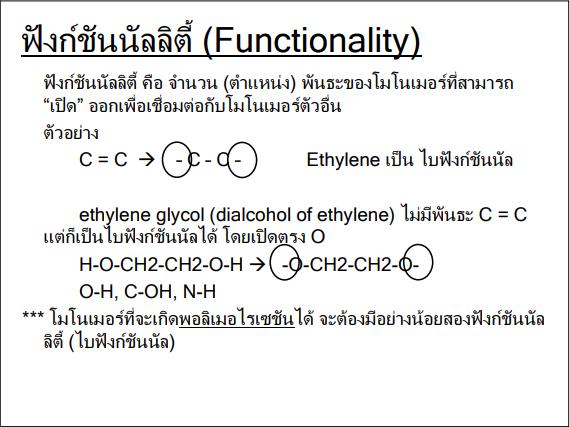 ฟังก์ชันนัลลิตี้ (Functionality)
ฟังก์ชันนัลลิตี้ คือ จำนวน (ตำแหน่ง) พันธะของโมโนเมอร์ที่สามารถ
“เปิด” ออกเพื่อเชื่อมต่อกับโมโนเมอร์ตัวอื่น
ตัวอย่าง
C = C → - C - C - Ethylene เป็น ไบฟังก์ชันนัล
ethylene glycol (dialcohol of ethylene) ไม่มีพันธะ C = C
แต่ก็เป็นไบฟังก์ชันนัลได้ โดยเปิดตรง O
H-O-CH2-CH2-O-H → -O-CH2-CH2-O-
O-H, C-OH, N-H
*** โมโนเมอร์ที่จะเกิดพอลิเมอไรเซชันได้ จะต้องมีอย่างน้อยสองฟังก์ชันนัล
ลิตี้ (ไบฟังก์ชันนัล)